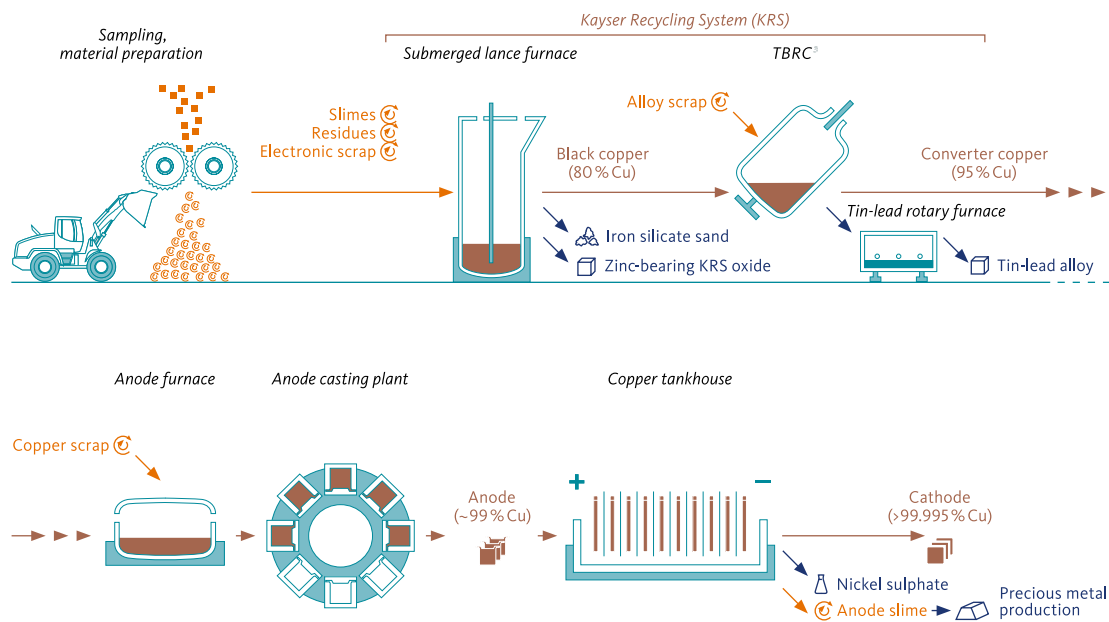 Kayser Recycling System (KRS)
Sampling,
material preparation
Submerged lance furnace
TBRC³
Slimes
Residues
Electronic scrap
Alloy scrap
Black copper
(80 % Cu)
Converter copper
(95 % Cu)
Iron silicate sand
Zinc-bearing KRS oxide
Tin-lead rotary furnace
Tin-lead alloy
Anode furnace
Anode casting plant
Copper tankhouse
Copper scrap
Anode
(~99 % Cu)
+
–
Cathode
(>99.995 % Cu)
Nickel sulphate
Anode slime
Precious metal
production